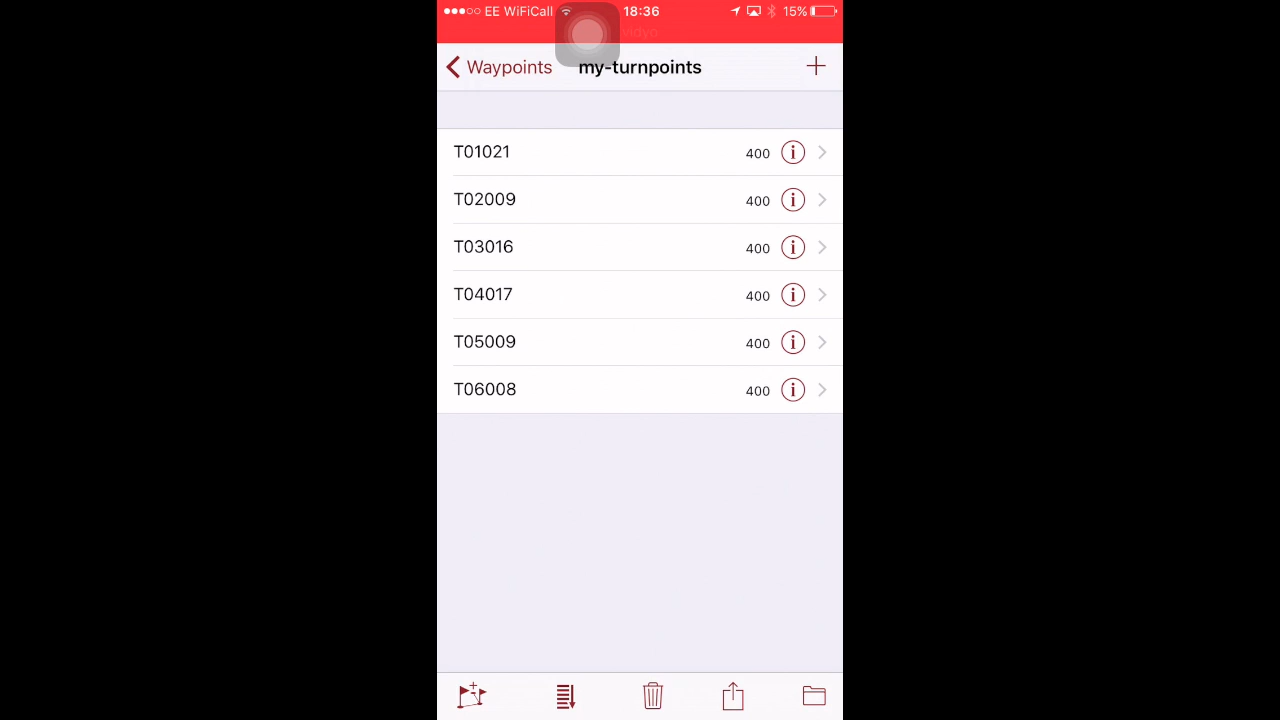 EE WiFiCall 18:36 15%
Vidyo
Waypoints my-turnpoints
T01021 400
T02009 400
T03016 400
T04017 400
T05009 400
T06008 400